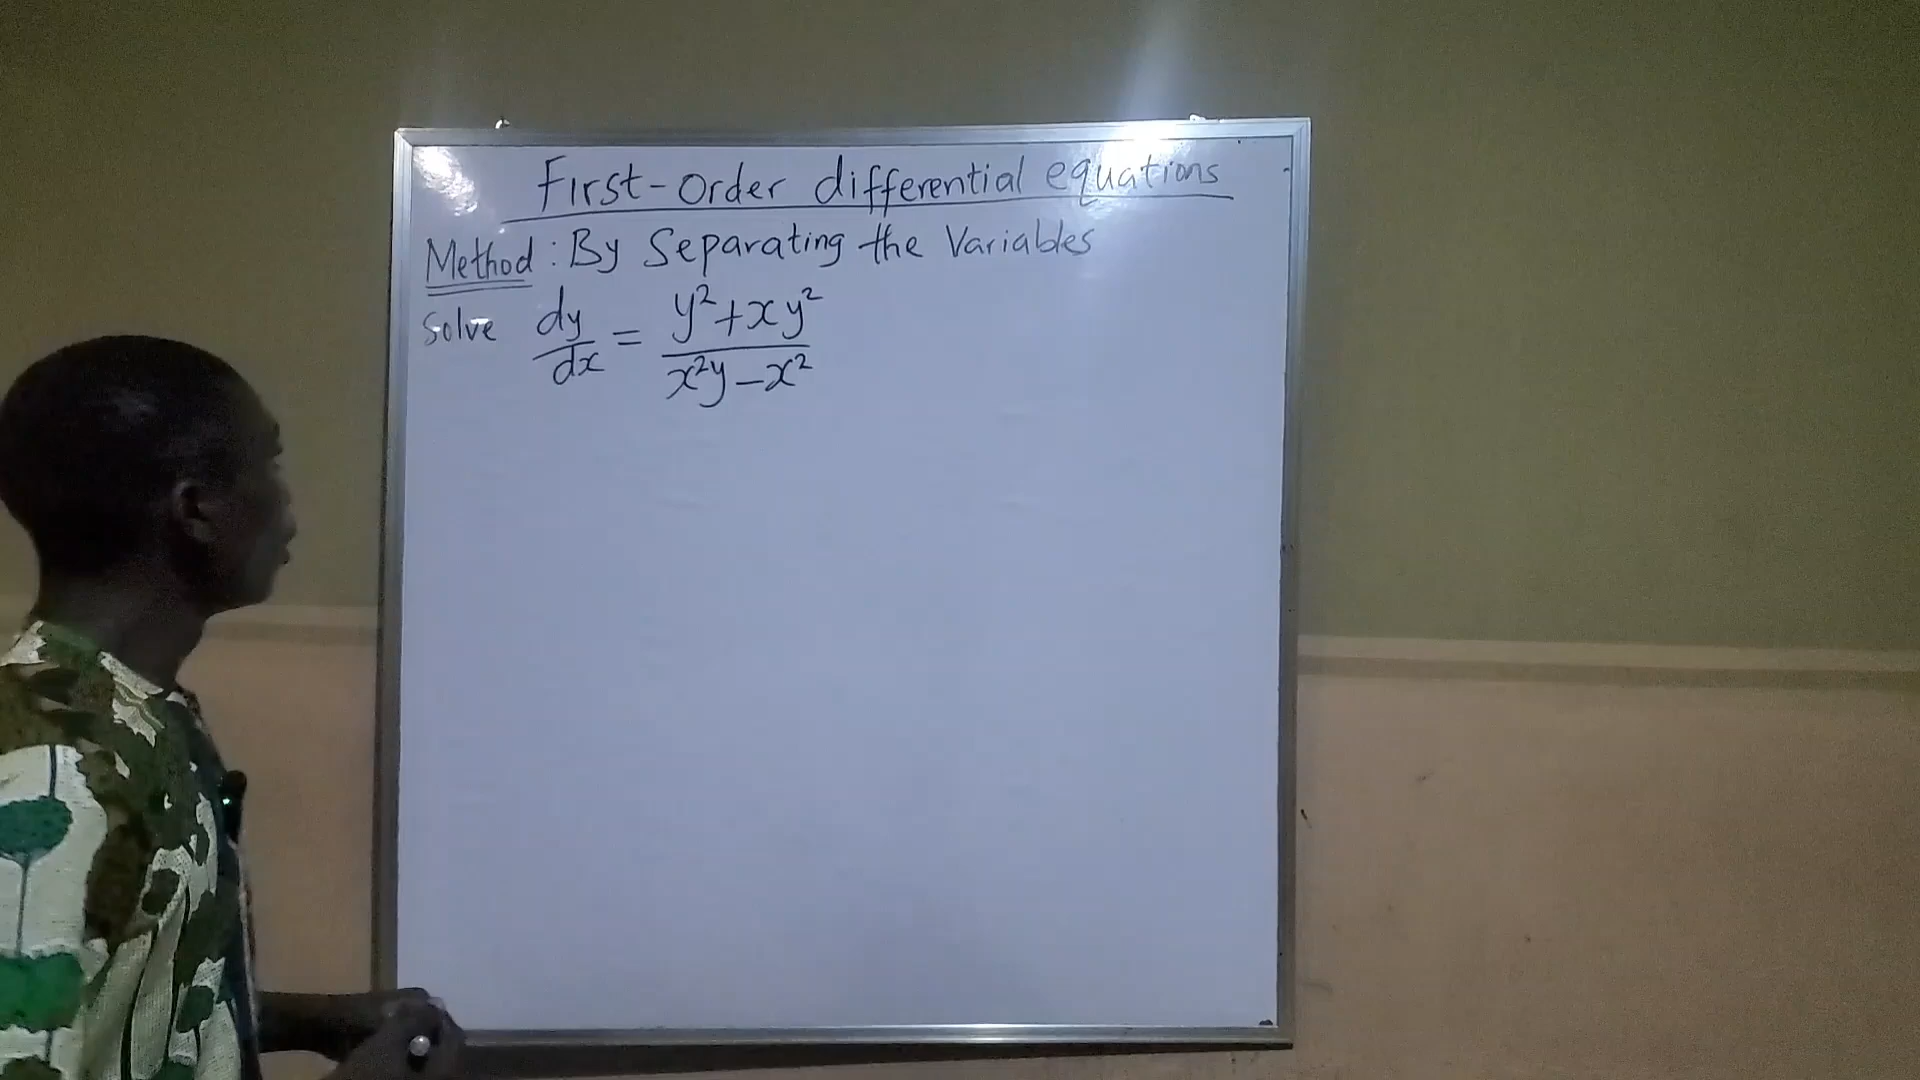 First-Order differential equations
Method: By Separating the Variables
Solve dy/dx = (y²+xy²)/(x²y−x²)